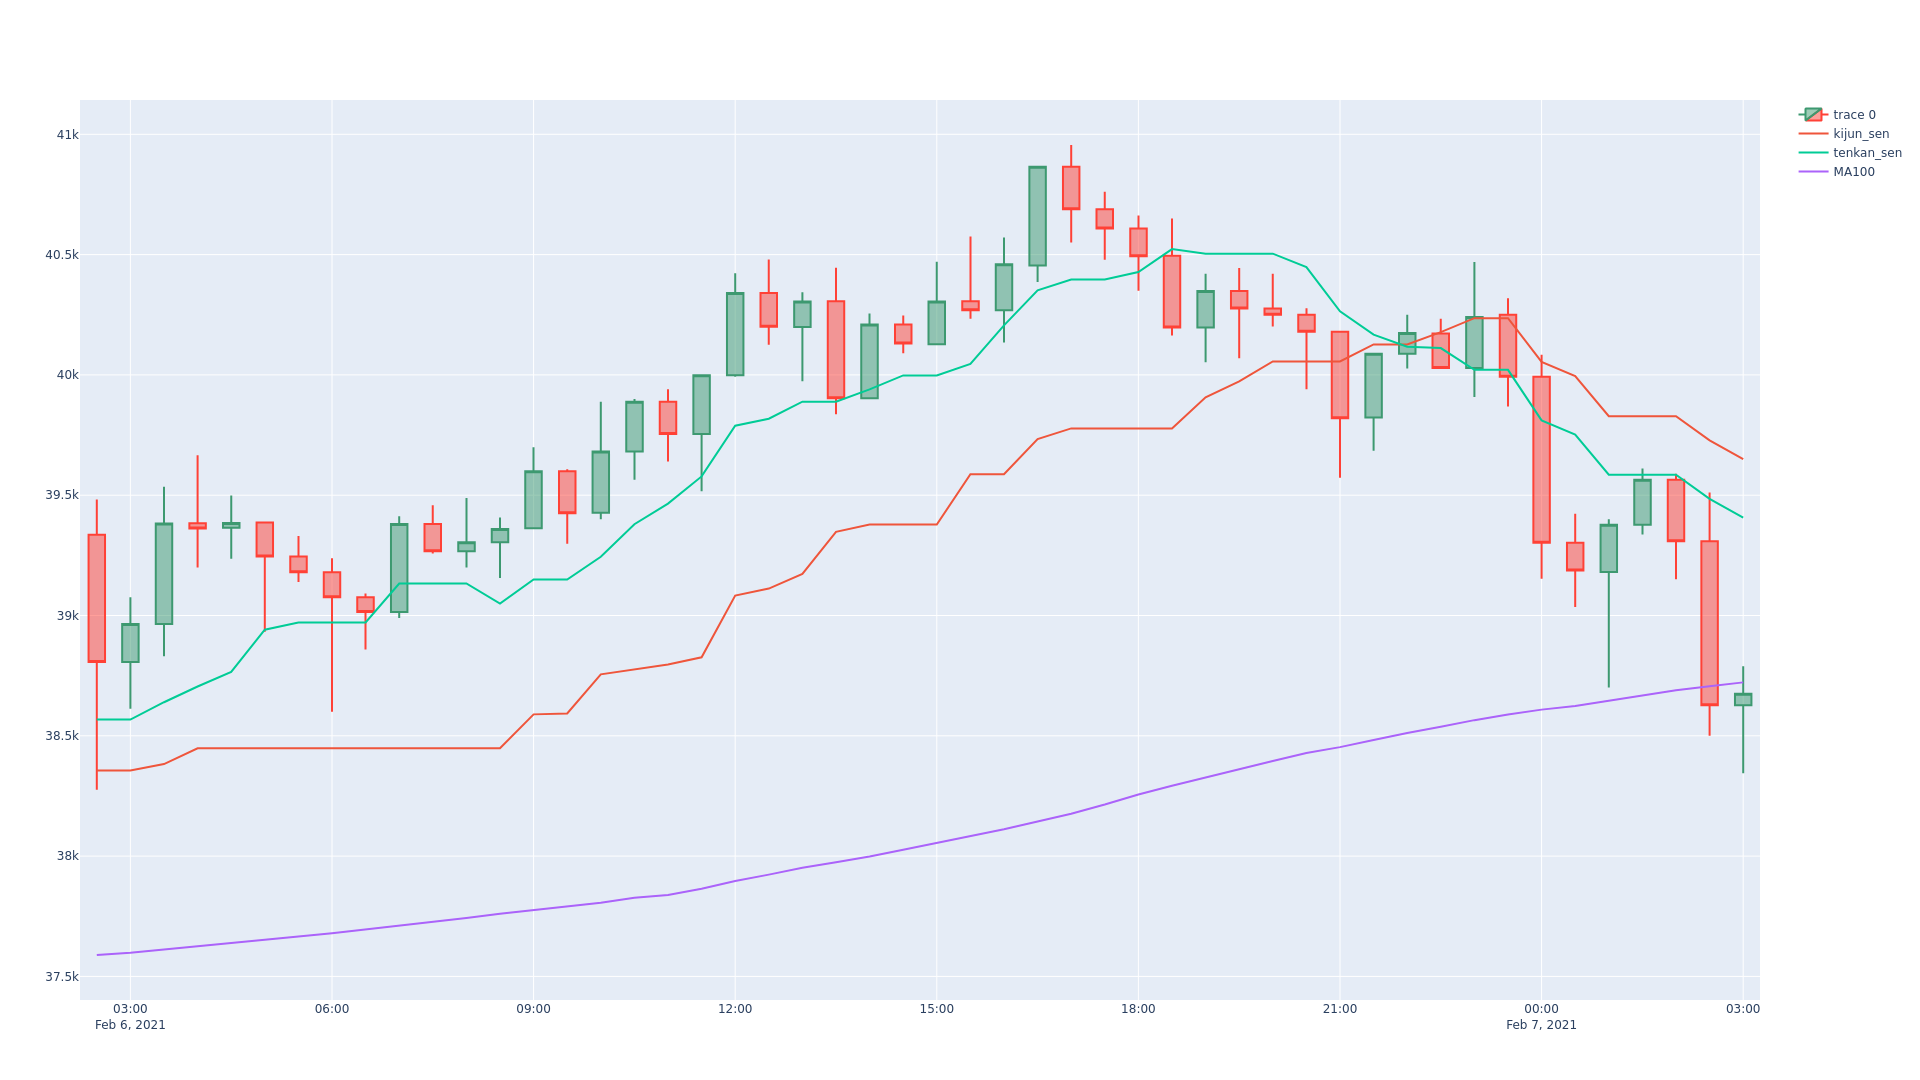 41k
40.5k
40k
39.5k
39k
38.5k
38k
37.5k
03:00 06:00 09:00 12:00 15:00 18:00 21:00 00:00 03:00
Feb 6, 2021 Feb 7, 2021
trace 0
kijun_sen
tenkan_sen
MA100